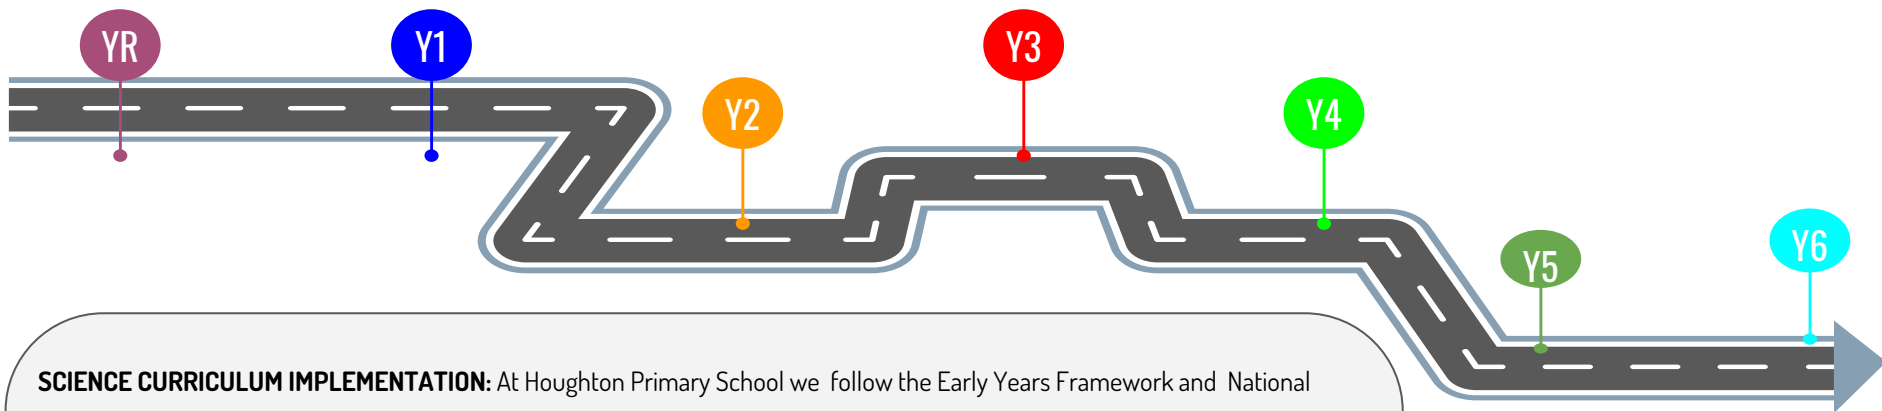 YR
Y1
Y2
Y3
Y4
Y5
Y6
SCIENCE CURRICULUM IMPLEMENTATION: At Houghton Primary School we follow the Early Years Framework and National